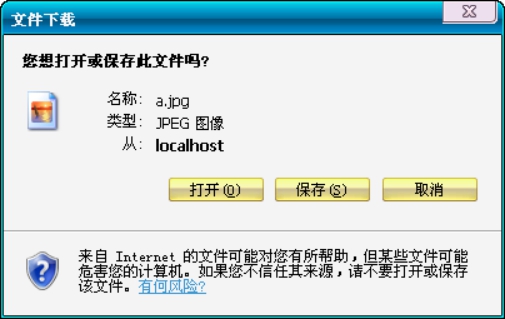 文件下载
您想打开或保存此文件吗?
名称: a.jpg
类型: JPEG 图像
从: localhost
打开(O) 保存(S) 取消
来自 Internet 的文件可能对您有所帮助，但某些文件可能
危害您的计算机。如果您不信任其来源，请不要打开或保存
该文件。有何风险?